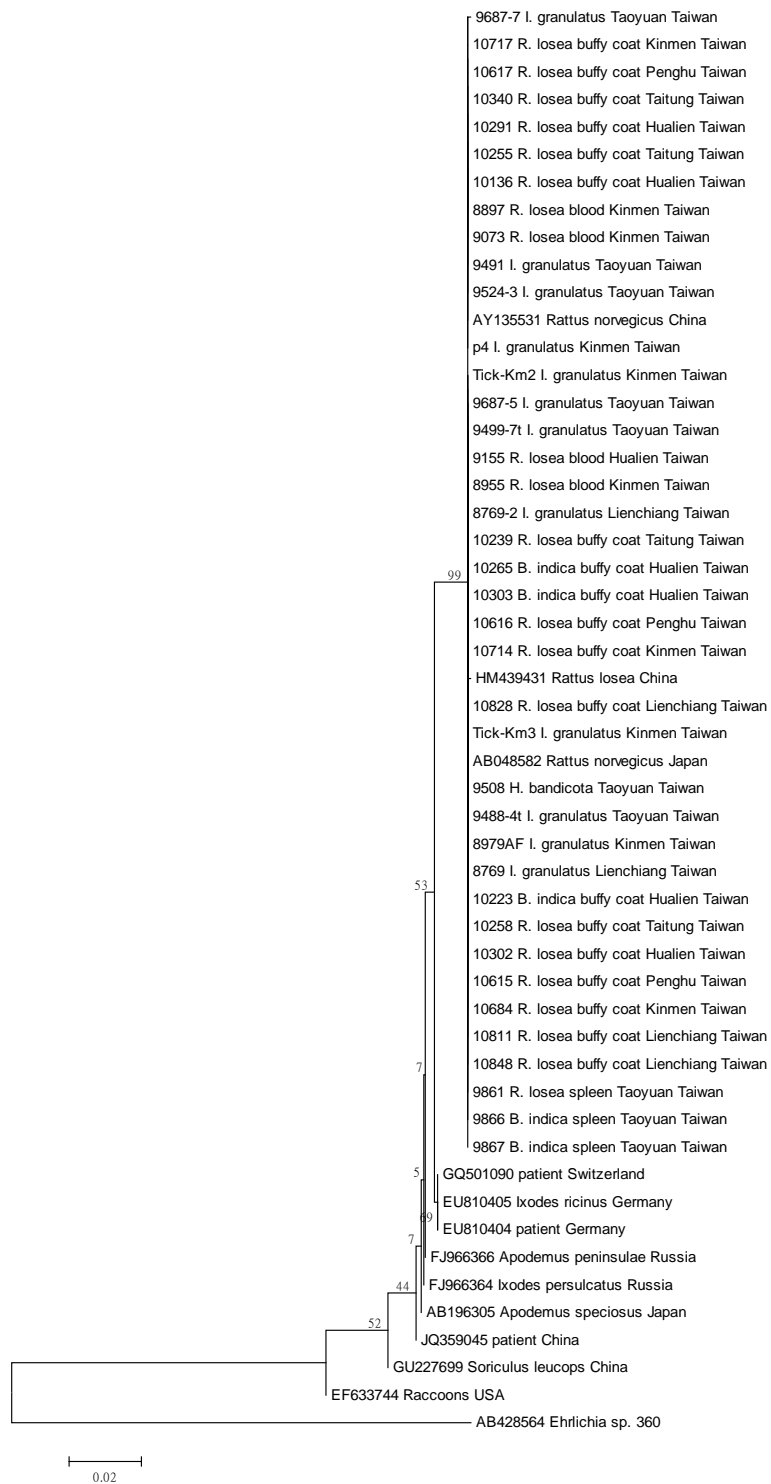 9687-7 I. granulatus Taoyuan Taiwan
10717 R. losea buffy coat Kinmen Taiwan
10617 R. losea buffy coat Penghu Taiwan
10340 R. losea buffy coat Taitung Taiwan
10291 R. losea buffy coat Hualien Taiwan
10255 R. losea buffy coat Taitung Taiwan
10136 R. losea buffy coat Hualien Taiwan
8897 R. losea blood Kinmen Taiwan
9073 R. losea blood Kinmen Taiwan
9491 I. granulatus Taoyuan Taiwan
9524-3 I. granulatus Taoyuan Taiwan
AY135531 Rattus norvegicus China
p4 I. granulatus Kinmen Taiwan
Tick-Km2 I. granulatus Kinmen Taiwan
9687-5 I. granulatus Taoyuan Taiwan
9499-7t I. granulatus Taoyuan Taiwan
9155 R. losea blood Hualien Taiwan
8955 R. losea blood Kinmen Taiwan
8769-2 I. granulatus Lienchiang Taiwan
10239 R. losea buffy coat Taitung Taiwan
10265 B. indica buffy coat Hualien Taiwan
99
10303 B. indica buffy coat Hualien Taiwan
10616 R. losea buffy coat Penghu Taiwan
10714 R. losea buffy coat Kinmen Taiwan
HM439431 Rattus losea China
10828 R. losea buffy coat Lienchiang Taiwan
Tick-Km3 I. granulatus Kinmen Taiwan
AB048582 Rattus norvegicus Japan
9508 H. bandicota Taoyuan Taiwan
9488-4t I. granulatus Taoyuan Taiwan
8979AF I. granulatus Kinmen Taiwan
8769 I. granulatus Lienchiang Taiwan
53
10223 B. indica buffy coat Hualien Taiwan
10258 R. losea buffy coat Taitung Taiwan
10302 R. losea buffy coat Hualien Taiwan
10615 R. losea buffy coat Penghu Taiwan
10684 R. losea buffy coat Kinmen Taiwan
10811 R. losea buffy coat Lienchiang Taiwan
10848 R. losea buffy coat Lienchiang Taiwan
7
9861 R. losea spleen Taoyuan Taiwan
9866 B. indica spleen Taoyuan Taiwan
9867 B. indica spleen Taoyuan Taiwan
GQ501090 patient Switzerland
5
EU810405 Ixodes ricinus Germany
69
EU810404 patient Germany
7
FJ966366 Apodemus peninsulae Russia
FJ966364 Ixodes persulcatus Russia
44
AB196305 Apodemus speciosus Japan
52
JQ359045 patient China
GU227699 Soriculus leucops China
EF633744 Raccoons USA
AB428564 Ehrlichia sp. 360
0.02